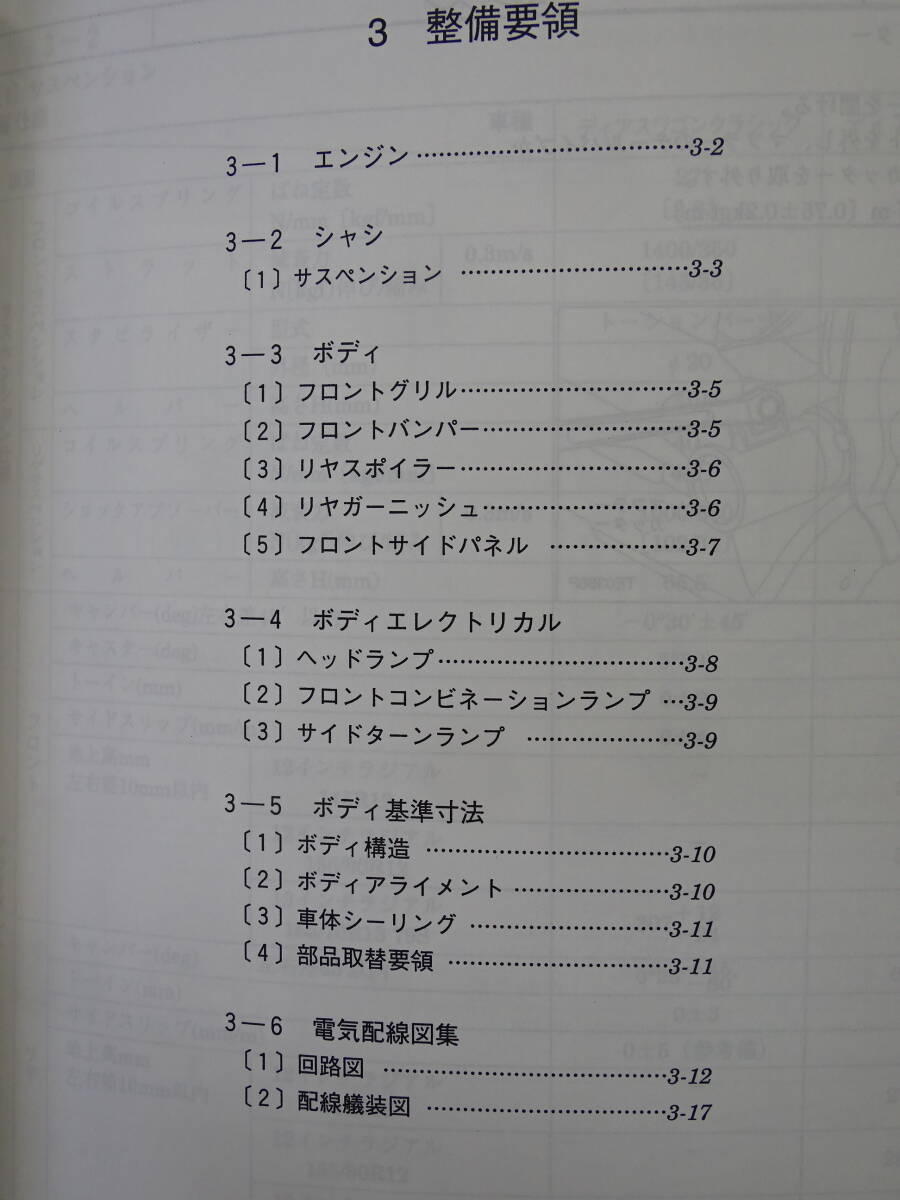 3 整備要領
3―1 エンジン……………………………3-2
3―2 シャシ
〔1〕サスペンション ………………………3-3
3―3 ボディ
〔1〕フロントグリル………………………3-5
〔2〕フロントバンパー……………………3-5
〔3〕リヤスポイラー………………………3-6
〔4〕リヤガーニッシュ……………………3-6
〔5〕フロントサイドパネル ………………3-7
3―4 ボディエレクトリカル
〔1〕ヘッドランプ…………………………3-8
〔2〕フロントコンビネーションランプ …3-9
〔3〕サイドターンランプ ………………3-9
3―5 ボディ基準寸法
〔1〕ボディ構造 …………………………3-10
〔2〕ボディアライメント………………3-10
〔3〕車体シーリング ……………………3-11
〔4〕部品取替要領 ………………………3-11
3―6 電気配線図集
〔1〕回路図 ………………………………3-12
〔2〕配線艤装図 …………………………3-17